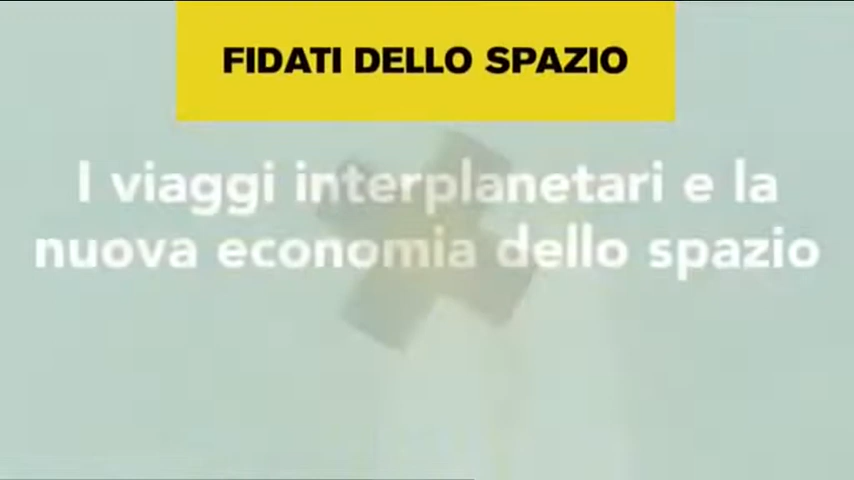 FIDATI DELLO SPAZIO
I viaggi interplanetari e la
nuova economia dello spazio